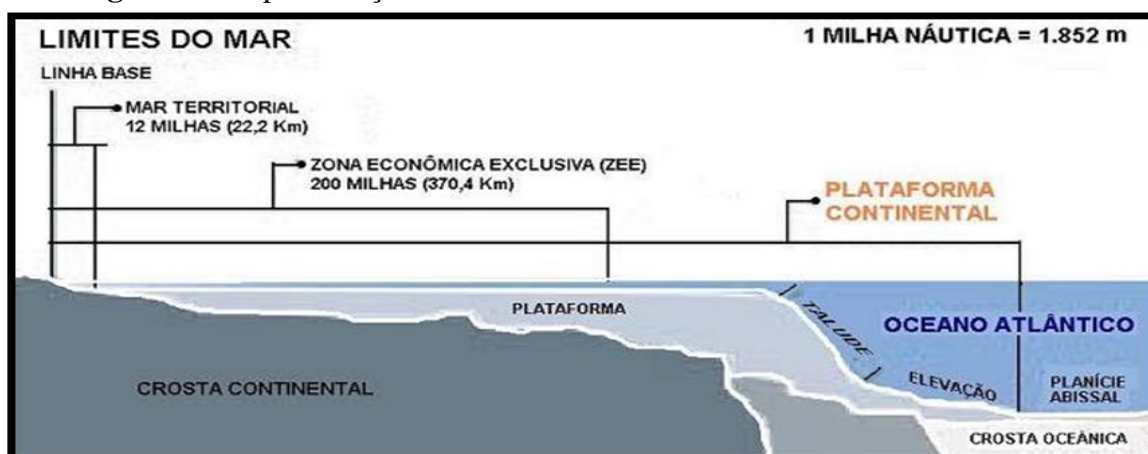 LIMITES DO MAR
1 MILHA NÁUTICA = 1.852 m
LINHA BASE
MAR TERRITORIAL
12 MILHAS (22,2 Km)
ZONA ECONÔMICA EXCLUSIVA (ZEE)
200 MILHAS (370,4 Km)
PLATAFORMA
CONTINENTAL
PLATAFORMA
TALUDE
OCEANO ATLÂNTICO
ELEVAÇÃO
PLANÍCIE
ABISSAL
CROSTA CONTINENTAL
CROSTA OCEÂNICA